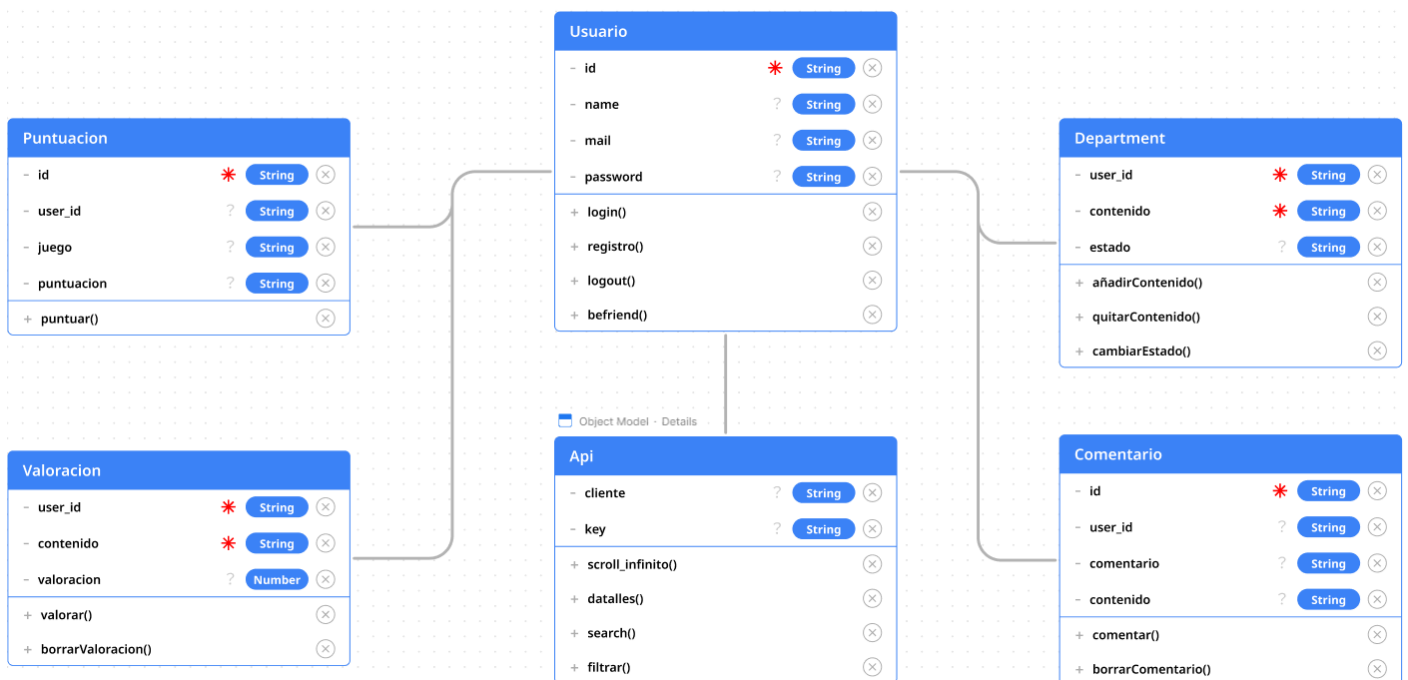 Usuario
- id * String
- name ? String
- mail ? String
- password ? String
+ login()
+ registro()
+ logout()
+ befriend()
Puntuacion
- id * String
- user_id ? String
- juego ? String
- puntuacion ? String
+ puntuar()
Department
- user_id * String
- contenido * String
- estado ? String
+ añadirContenido()
+ quitarContenido()
+ cambiarEstado()
Valoracion
- user_id * String
- contenido * String
- valoracion ? Number
+ valorar()
+ borrarValoracion()
Object Model · Details
Api
- cliente ? String
- key ? String
+ scroll_infinito()
+ datalles()
+ search()
+ filtrar()
Comentario
- id * String
- user_id ? String
- comentario ? String
- contenido ? String
+ comentar()
+ borrarComentario()